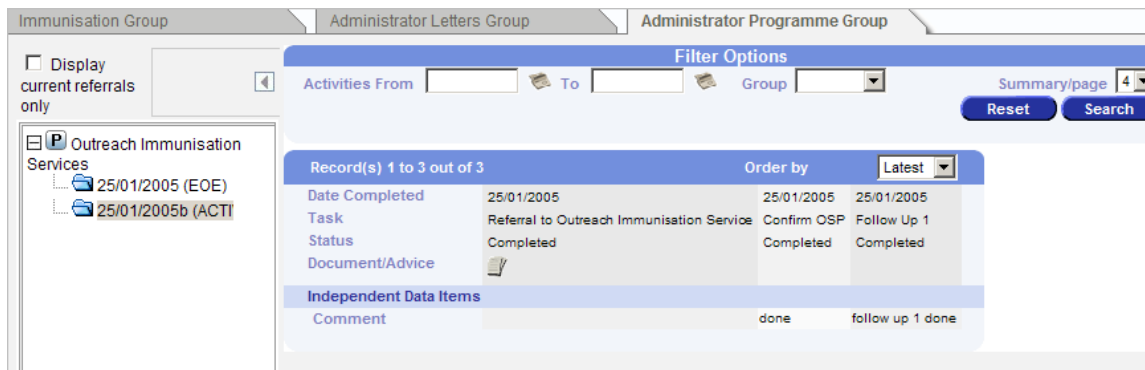 Immunisation Group
Administrator Letters Group
Administrator Programme Group
Display
current referrals
only
P Outreach Immunisation
Services
25/01/2005 (EOE)
25/01/2005b (ACTI
Filter Options
Activities From To Group Summary/page 4
Reset Search
Record(s) 1 to 3 out of 3 Order by Latest
Date Completed 25/01/2005 25/01/2005 25/01/2005
Task Referral to Outreach Immunisation Service Confirm OSP Follow Up 1
Status Completed Completed Completed
Document/Advice
Independent Data Items
Comment done follow up 1 done